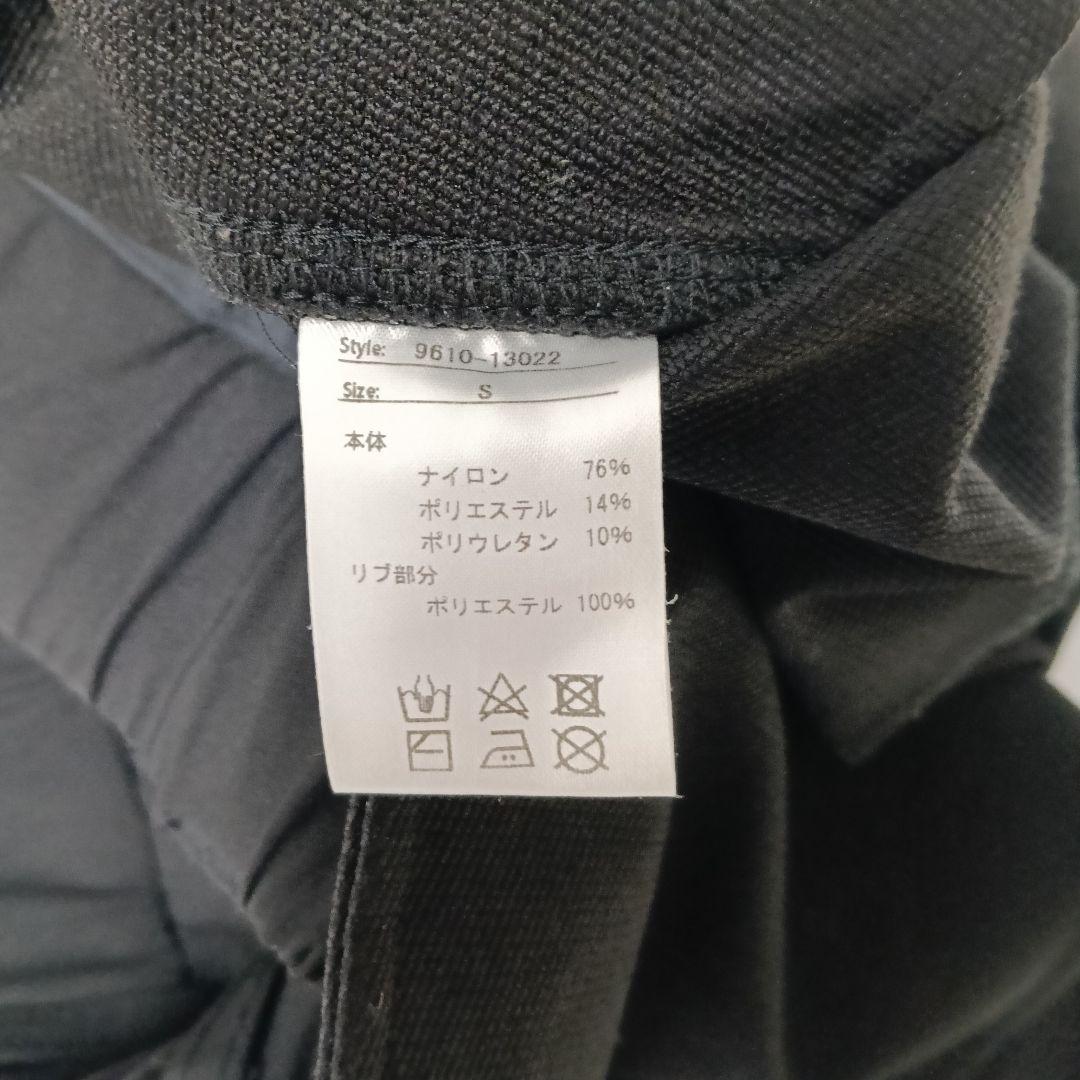 Style: 9610-13022
Size: S
本体
ナイロン 76%
ポリエステル 14%
ポリウレタン 10%
リブ部分
ポリエステル 100%